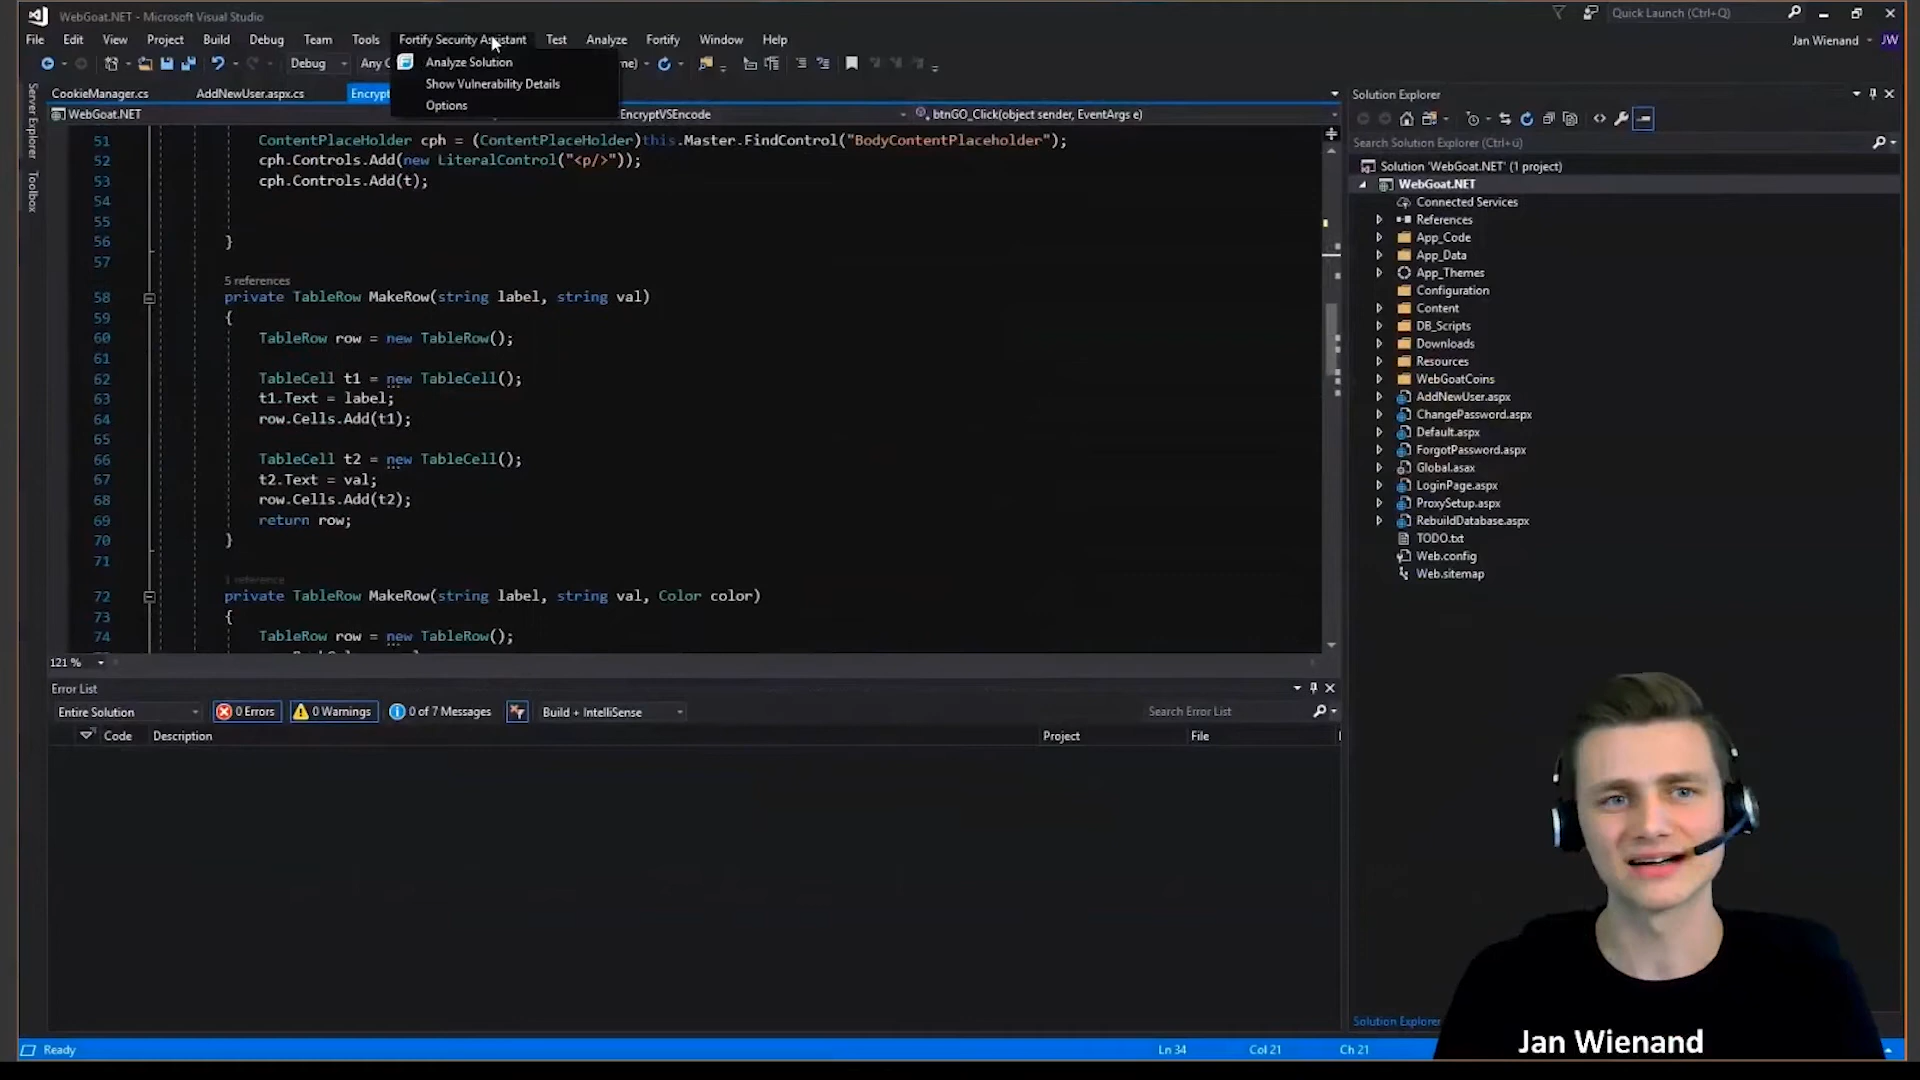 WebGoat.NET - Microsoft Visual Studio
Quick Launch (Ctrl+Q)
File Edit View Project Build Debug Team Tools Fortify Security Assistant Test Analyze Fortify Window Help
Jan Wienand JW
Debug Any C
Analyze Solution
Show Vulnerability Details
Options
CookieManager.cs AddNewUser.aspx.cs Encrypt
WebGoat.NET EncryptVSEncode btnGO_Click(object sender, EventArgs e)
51 ContentPlaceHolder cph = (ContentPlaceHolder)this.Master.FindControl("BodyContentPlaceholder");
52 cph.Controls.Add(new LiteralControl("<p/>"));
53 cph.Controls.Add(t);
54
55
56 }
57
5 references
58 private TableRow MakeRow(string label, string val)
59 {
60 TableRow row = new TableRow();
61
62 TableCell t1 = new TableCell();
63 t1.Text = label;
64 row.Cells.Add(t1);
65
66 TableCell t2 = new TableCell();
67 t2.Text = val;
68 row.Cells.Add(t2);
69 return row;
70 }
71
1 reference
72 private TableRow MakeRow(string label, string val, Color color)
73 {
74 TableRow row = new TableRow();
121 %
Server Explorer
Toolbox
Error List
Entire Solution 0 Errors 0 Warnings 0 of 7 Messages Build + IntelliSense Search Error List
Code Description Project File
Solution Explorer
Search Solution Explorer (Ctrl+ü)
Solution 'WebGoat.NET' (1 project)
WebGoat.NET
Connected Services
References
App_Code
App_Data
App_Themes
Configuration
Content
DB_Scripts
Downloads
Resources
WebGoatCoins
AddNewUser.aspx
ChangePassword.aspx
Default.aspx
ForgotPassword.aspx
Global.asax
LoginPage.aspx
ProxySetup.aspx
RebuildDatabase.aspx
TODO.txt
Web.config
Web.sitemap
Solution Explorer
Jan Wienand
Ready Ln 34 Col 21 Ch 21